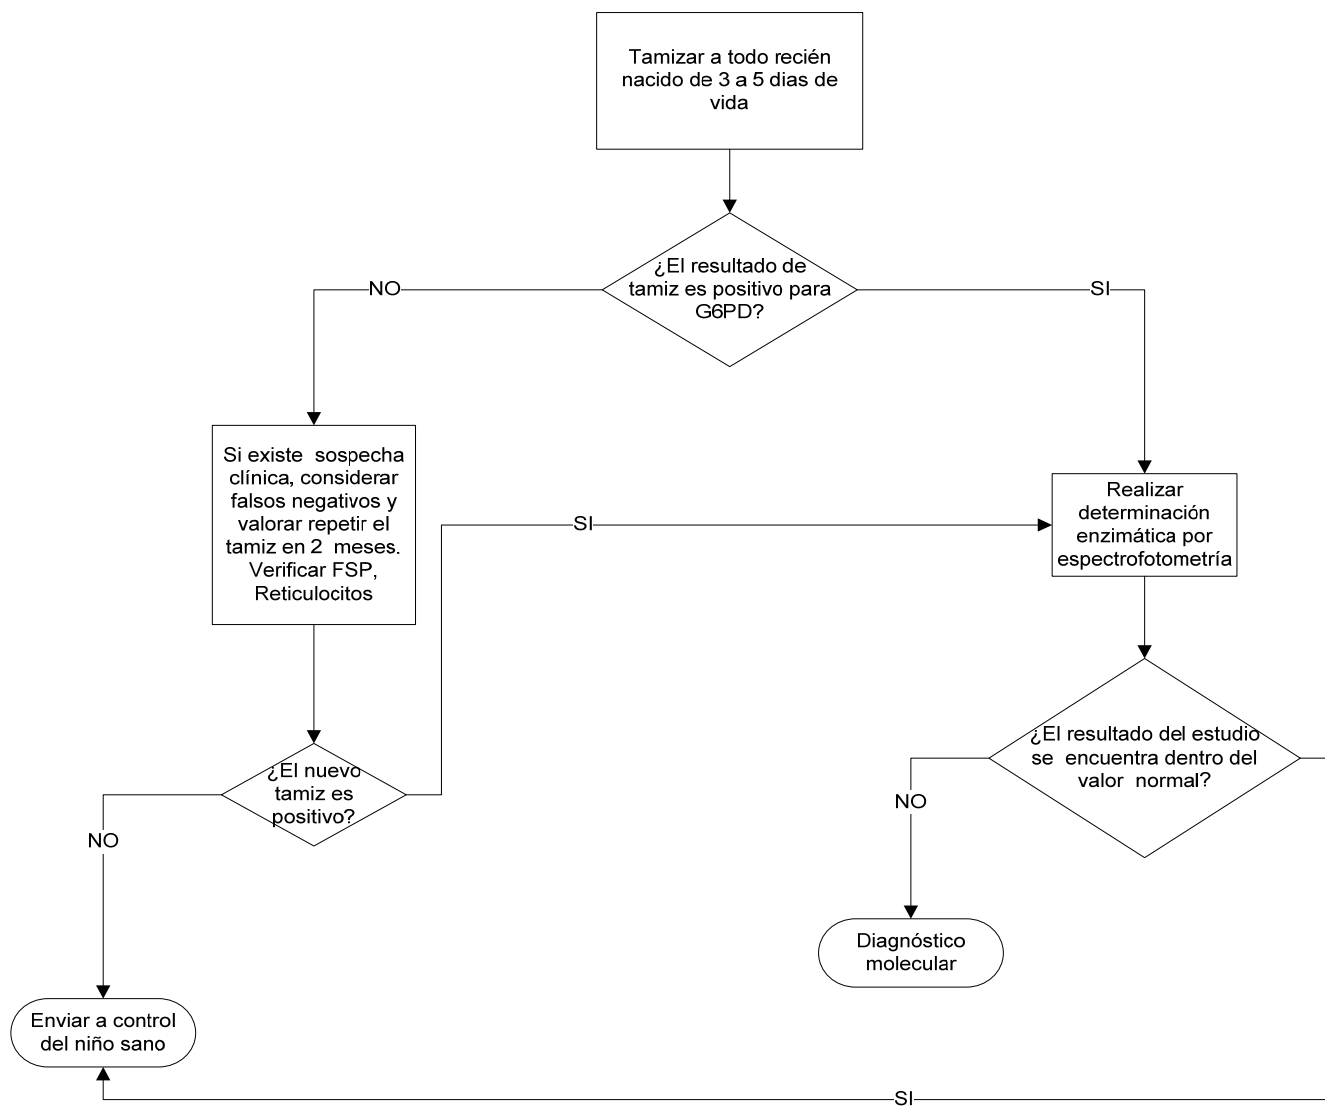 Tamizar a todo recién
nacido de 3 a 5 dias de
vida
¿El resultado de
tamiz es positivo para
G6PD?
NO
SI
Si existe sospecha
clínica, considerar
falsos negativos y
valorar repetir el
tamiz en 2 meses.
Verificar FSP,
Reticulocitos
SI
Realizar
determinación
enzimática por
espectrofotometría
¿El nuevo
tamiz es
positivo?
¿El resultado del estudio
se encuentra dentro del
valor normal?
NO
NO
Diagnóstico
molecular
Enviar a control
del niño sano
SI